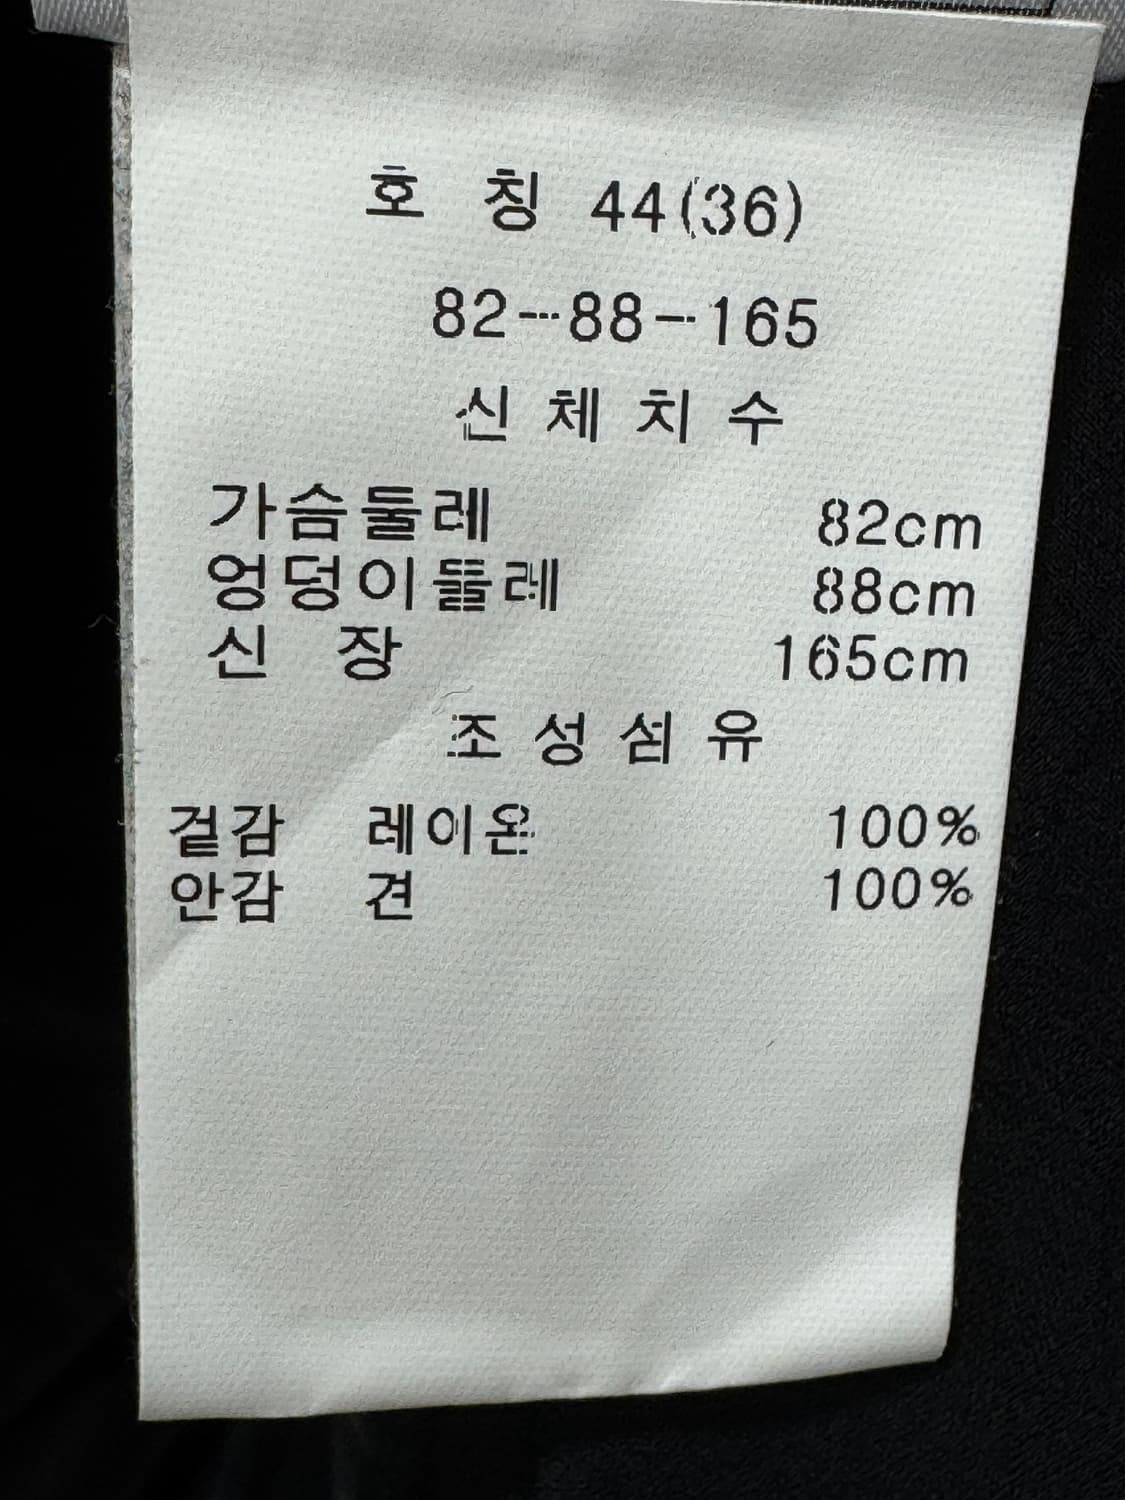 호 칭 44(36)
82-88-165
신 체 치 수
가슴둘레 82cm
엉덩이둘레 88cm
신 장 165cm
조 성 섬 유
겉감 레이온 100%
안감 견 100%